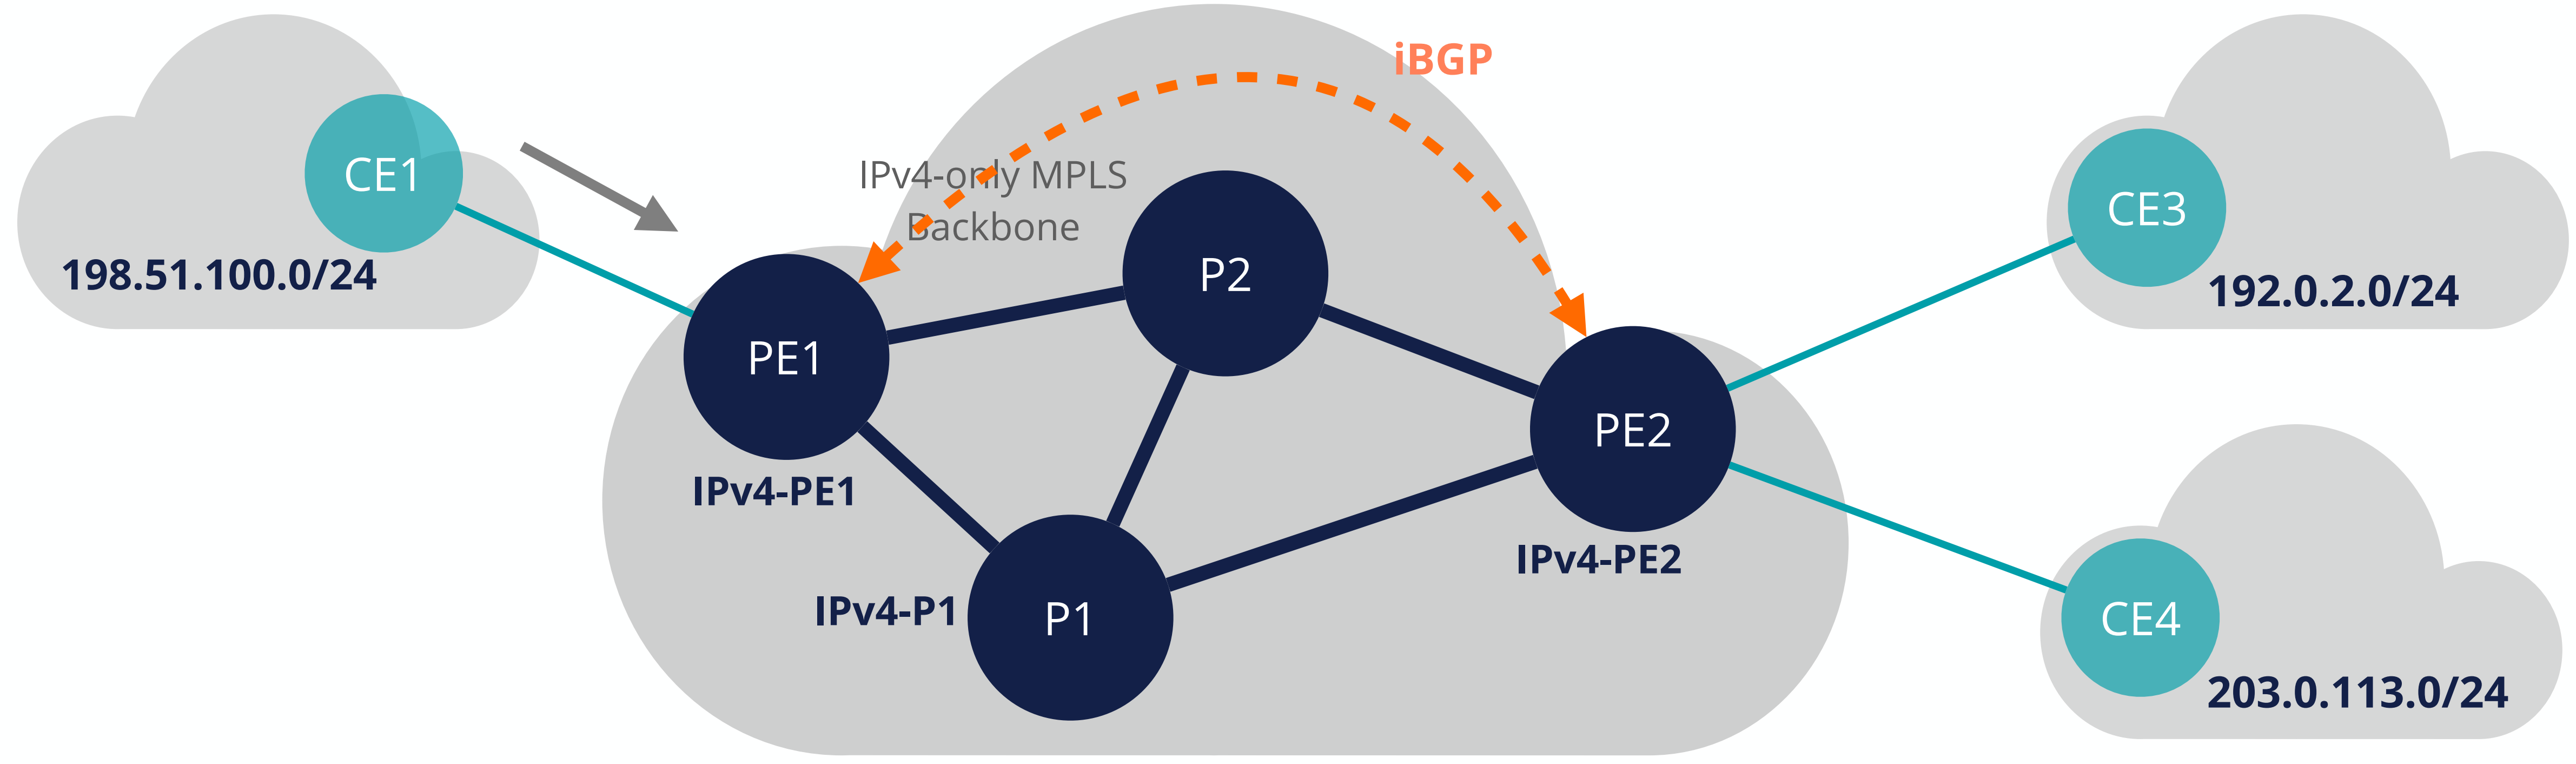 iBGP
CE1
IPv4-only MPLS
Backbone
CE3
198.51.100.0/24
192.0.2.0/24
P2
PE1
PE2
IPv4-PE1
IPv4-PE2
IPv4-P1
P1
CE4
203.0.113.0/24